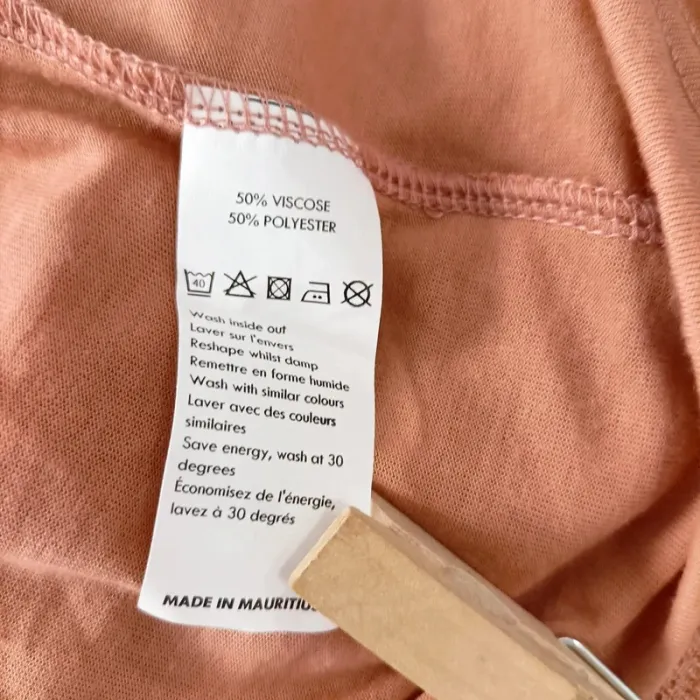 50% VISCOSE
50% POLYESTER
40
Wash inside out
Laver sur l'envers
Reshape whilst damp
Remettre en forme humide
Wash with similar colours
Laver avec des couleurs
similaires
Save energy, wash at 30
degrees
Économisez de l'énergie,
lavez à 30 degrés
MADE IN MAURITIUS